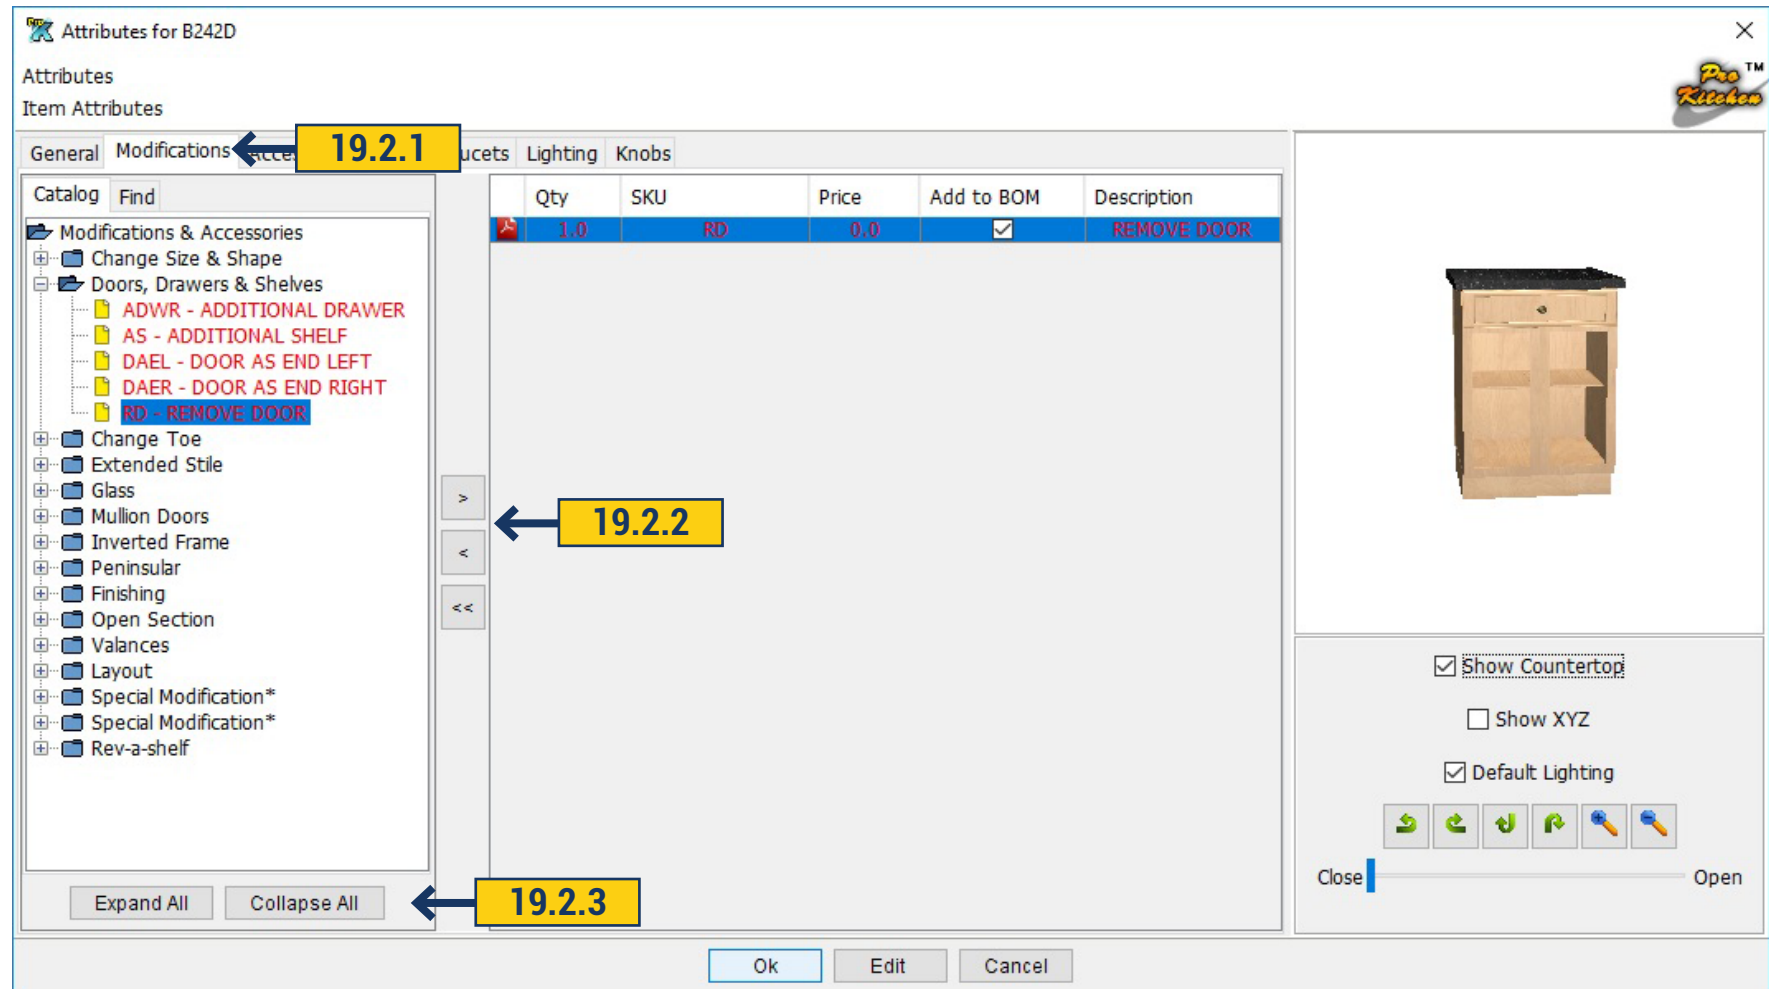 Attributes for B242D
Attributes
Item Attributes
Pro Kitchen TM
General Modifications 19.2.1 Lighting Knobs
Catalog Find
Modifications & Accessories
Change Size & Shape
Doors, Drawers & Shelves
ADWR - ADDITIONAL DRAWER
AS - ADDITIONAL SHELF
DAEL - DOOR AS END LEFT
DAER - DOOR AS END RIGHT
RD - REMOVE DOOR
Change Toe
Extended Stile
Glass
Mullion Doors
Inverted Frame
Peninsular
Finishing
Open Section
Valances
Layout
Special Modification*
Special Modification*
Rev-a-shelf
Expand All Collapse All
19.2.3
>
<
<<
19.2.2
Qty SKU Price Add to BOM Description
1.0 RD 0.0 REMOVE DOOR
Show Countertop
Show XYZ
Default Lighting
Close Open
Ok Edit Cancel